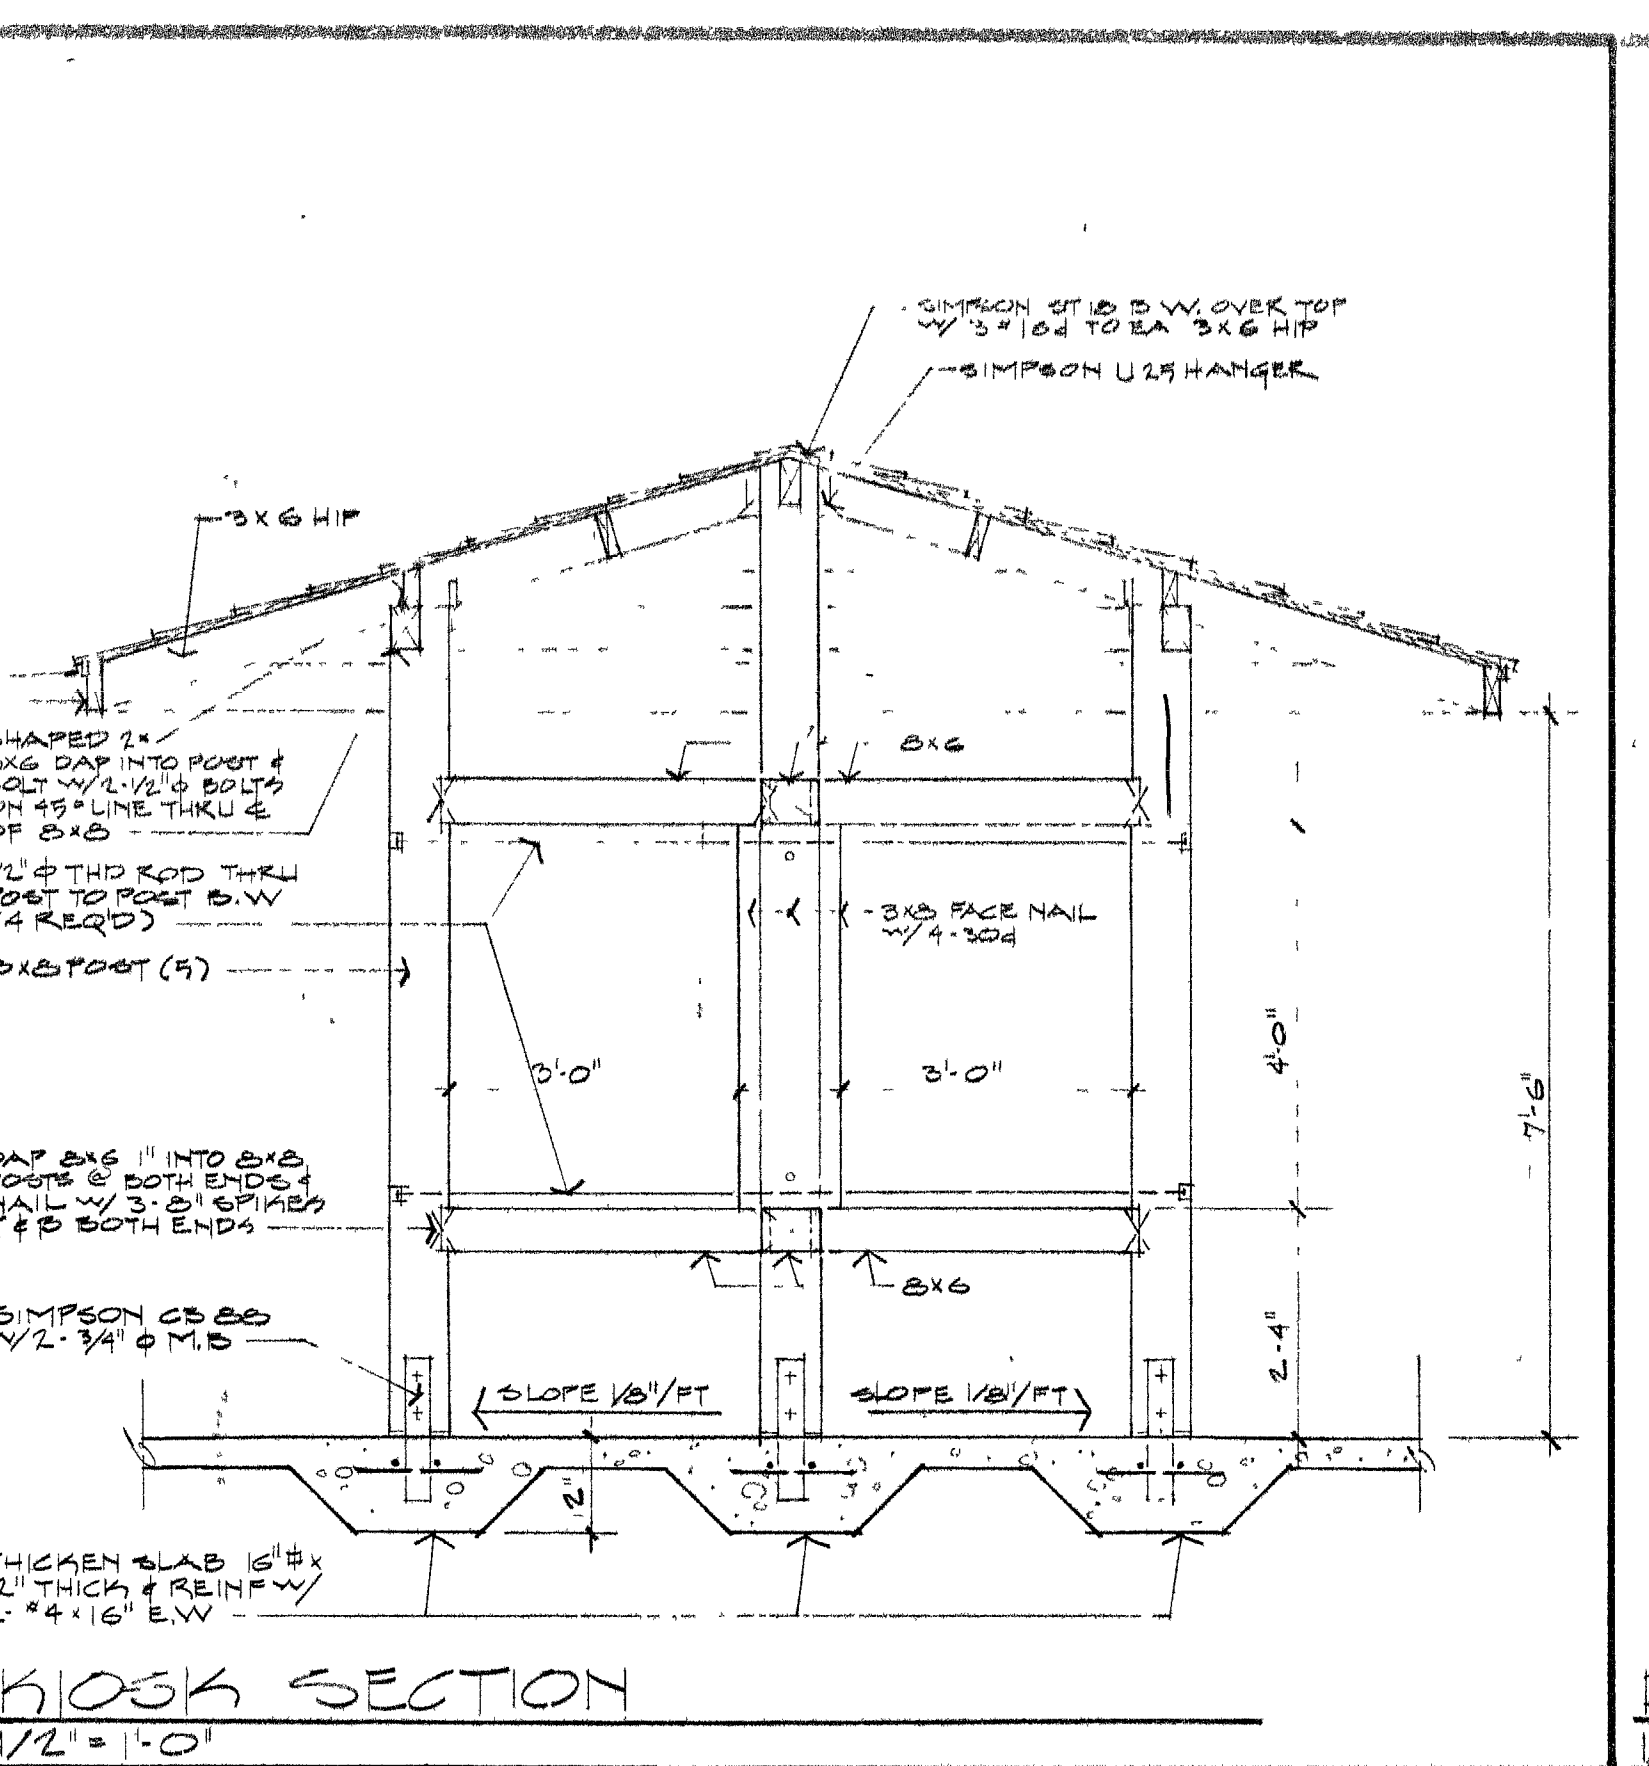 SIMPSON ST 18 B W. OVER TOP
W/ 3 # 16d TO EA 3X6 HIP
SIMPSON U 25 HANGER
3X6 HIP
SHAPED 2X
X6 DAP INTO POST &
BOLT W/2-1/2"Φ BOLTS
ON 45° LINE THRU ℄
OF 8X8
8X6
/2"Φ THD ROD THRU
POST TO POST B.W
(4 REQ'D)
3X8 FACE NAIL
W/ 4-30d
8X8 POST (5)
4'-0"
3'-0"
3'-0"
7'-6"
DAP 8X6 1" INTO 8X8
POSTS @ BOTH ENDS &
NAIL W/ 3-8" SPIKES
& B BOTH ENDS
8X6
SIMPSON CB 88
W/2-3/4" Φ M.B
2-4"
SLOPE 1/8"/FT
SLOPE 1/8"/FT
12"
THICKEN SLAB 16"⌗ X
2" THICK & REINF W/
- #4 X 16" E.W
KIOSK SECTION
1/2" = 1'-0"